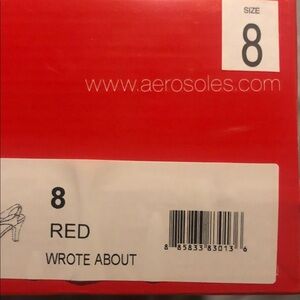 SIZE
8
www.aerosoles.com
8
RED
WROTE ABOUT
8 85833 83013 6